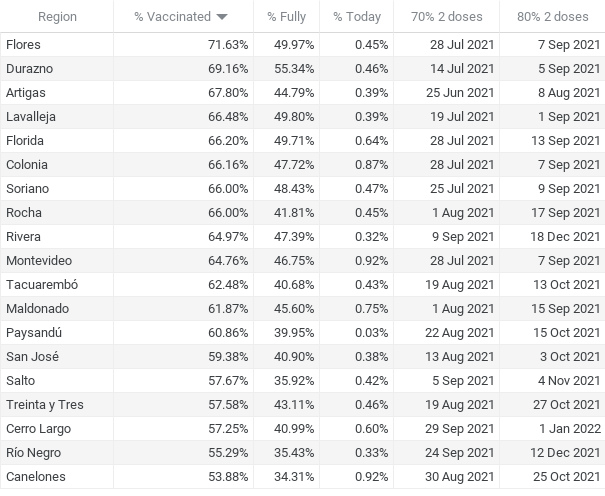 Region % Vaccinated % Fully % Today 70% 2 doses 80% 2 doses
Flores 71.63% 49.97% 0.45% 28 Jul 2021 7 Sep 2021
Durazno 69.16% 55.34% 0.46% 14 Jul 2021 5 Sep 2021
Artigas 67.80% 44.79% 0.39% 25 Jun 2021 8 Aug 2021
Lavalleja 66.48% 49.80% 0.39% 19 Jul 2021 1 Sep 2021
Florida 66.20% 49.71% 0.64% 28 Jul 2021 13 Sep 2021
Colonia 66.16% 47.72% 0.87% 28 Jul 2021 7 Sep 2021
Soriano 66.00% 48.43% 0.47% 25 Jul 2021 9 Sep 2021
Rocha 66.00% 41.81% 0.45% 1 Aug 2021 17 Sep 2021
Rivera 64.97% 47.39% 0.32% 9 Sep 2021 18 Dec 2021
Montevideo 64.76% 46.75% 0.92% 28 Jul 2021 7 Sep 2021
Tacuarembó 62.48% 40.68% 0.43% 19 Aug 2021 13 Oct 2021
Maldonado 61.87% 45.60% 0.75% 1 Aug 2021 15 Sep 2021
Paysandú 60.86% 39.95% 0.03% 22 Aug 2021 15 Oct 2021
San José 59.38% 40.90% 0.38% 13 Aug 2021 3 Oct 2021
Salto 57.67% 35.92% 0.42% 5 Sep 2021 4 Nov 2021
Treinta y Tres 57.58% 43.11% 0.46% 19 Aug 2021 27 Oct 2021
Cerro Largo 57.25% 40.99% 0.60% 29 Sep 2021 1 Jan 2022
Río Negro 55.29% 35.43% 0.33% 24 Sep 2021 12 Dec 2021
Canelones 53.88% 34.31% 0.92% 30 Aug 2021 25 Oct 2021